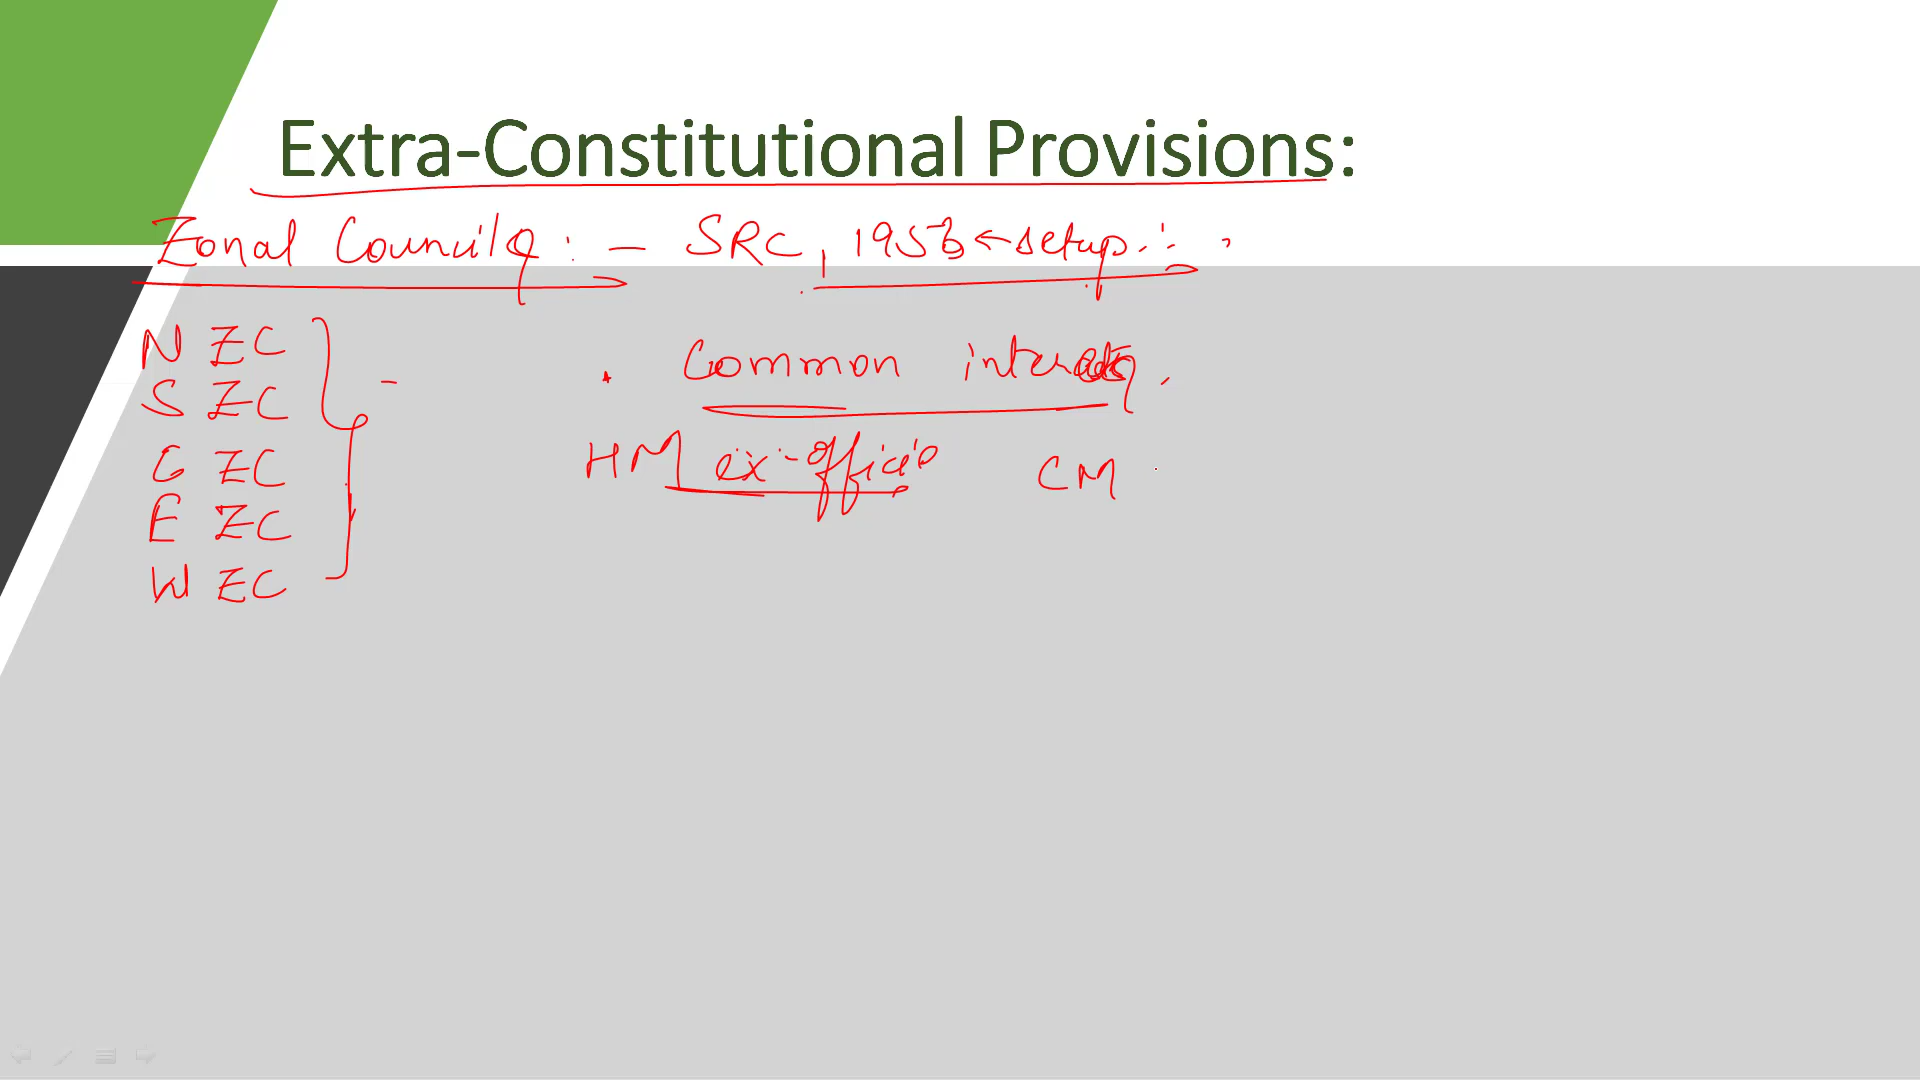 Extra-Constitutional Provisions:
Zonal Councils : - SRC, 1956 ← setup.
N ZC
S ZC
C ZC
E ZC
W ZC
Common interests.
HM ex-officio CM